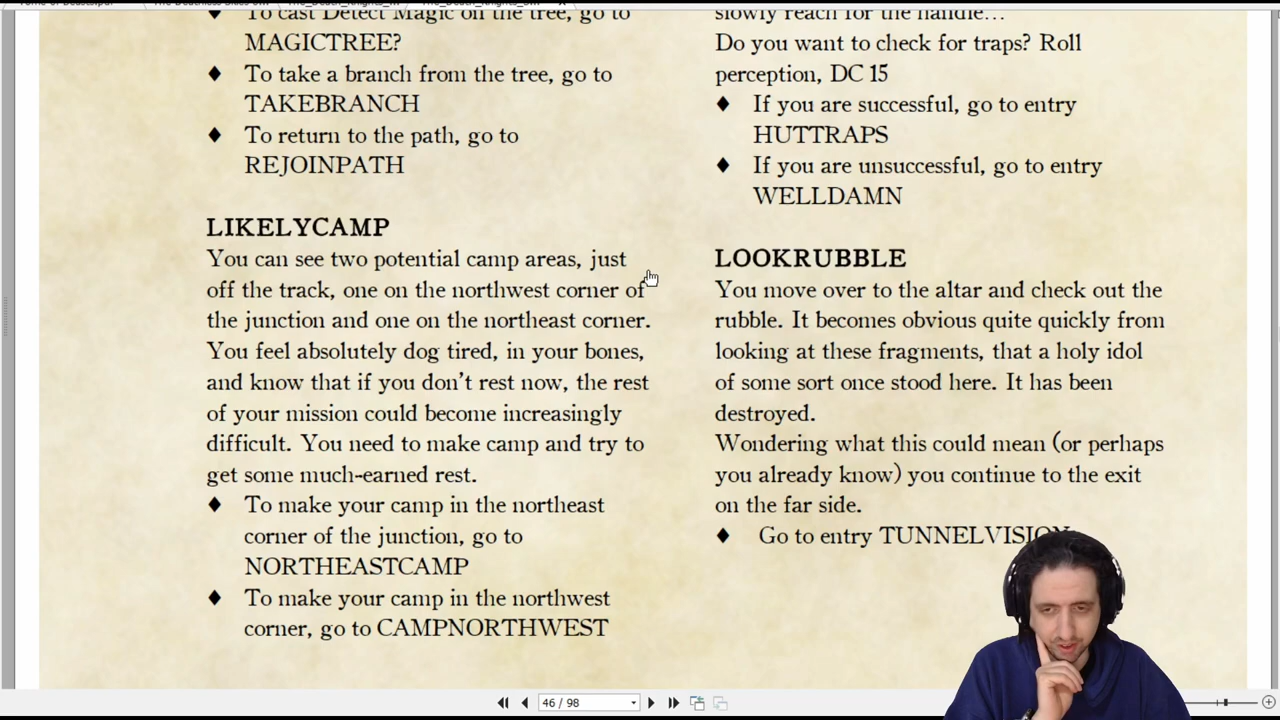 To cast Detect Magic on the tree, go to
MAGICTREE?
♦ To take a branch from the tree, go to
TAKEBRANCH
♦ To return to the path, go to
REJOINPATH
LIKELYCAMP
You can see two potential camp areas, just
off the track, one on the northwest corner of
the junction and one on the northeast corner.
You feel absolutely dog tired, in your bones,
and know that if you don't rest now, the rest
of your mission could become increasingly
difficult. You need to make camp and try to
get some much-earned rest.
♦ To make your camp in the northeast
corner of the junction, go to
NORTHEASTCAMP
♦ To make your camp in the northwest
corner, go to CAMPNORTHWEST
slowly reach for the handle...
Do you want to check for traps? Roll
perception, DC 15
♦ If you are successful, go to entry
HUTTRAPS
♦ If you are unsuccessful, go to entry
WELLDAMN
LOOKRUBBLE
You move over to the altar and check out the
rubble. It becomes obvious quite quickly from
looking at these fragments, that a holy idol
of some sort once stood here. It has been
destroyed.
Wondering what this could mean (or perhaps
you already know) you continue to the exit
on the far side.
♦ Go to entry TUNNELVISION
46 / 98